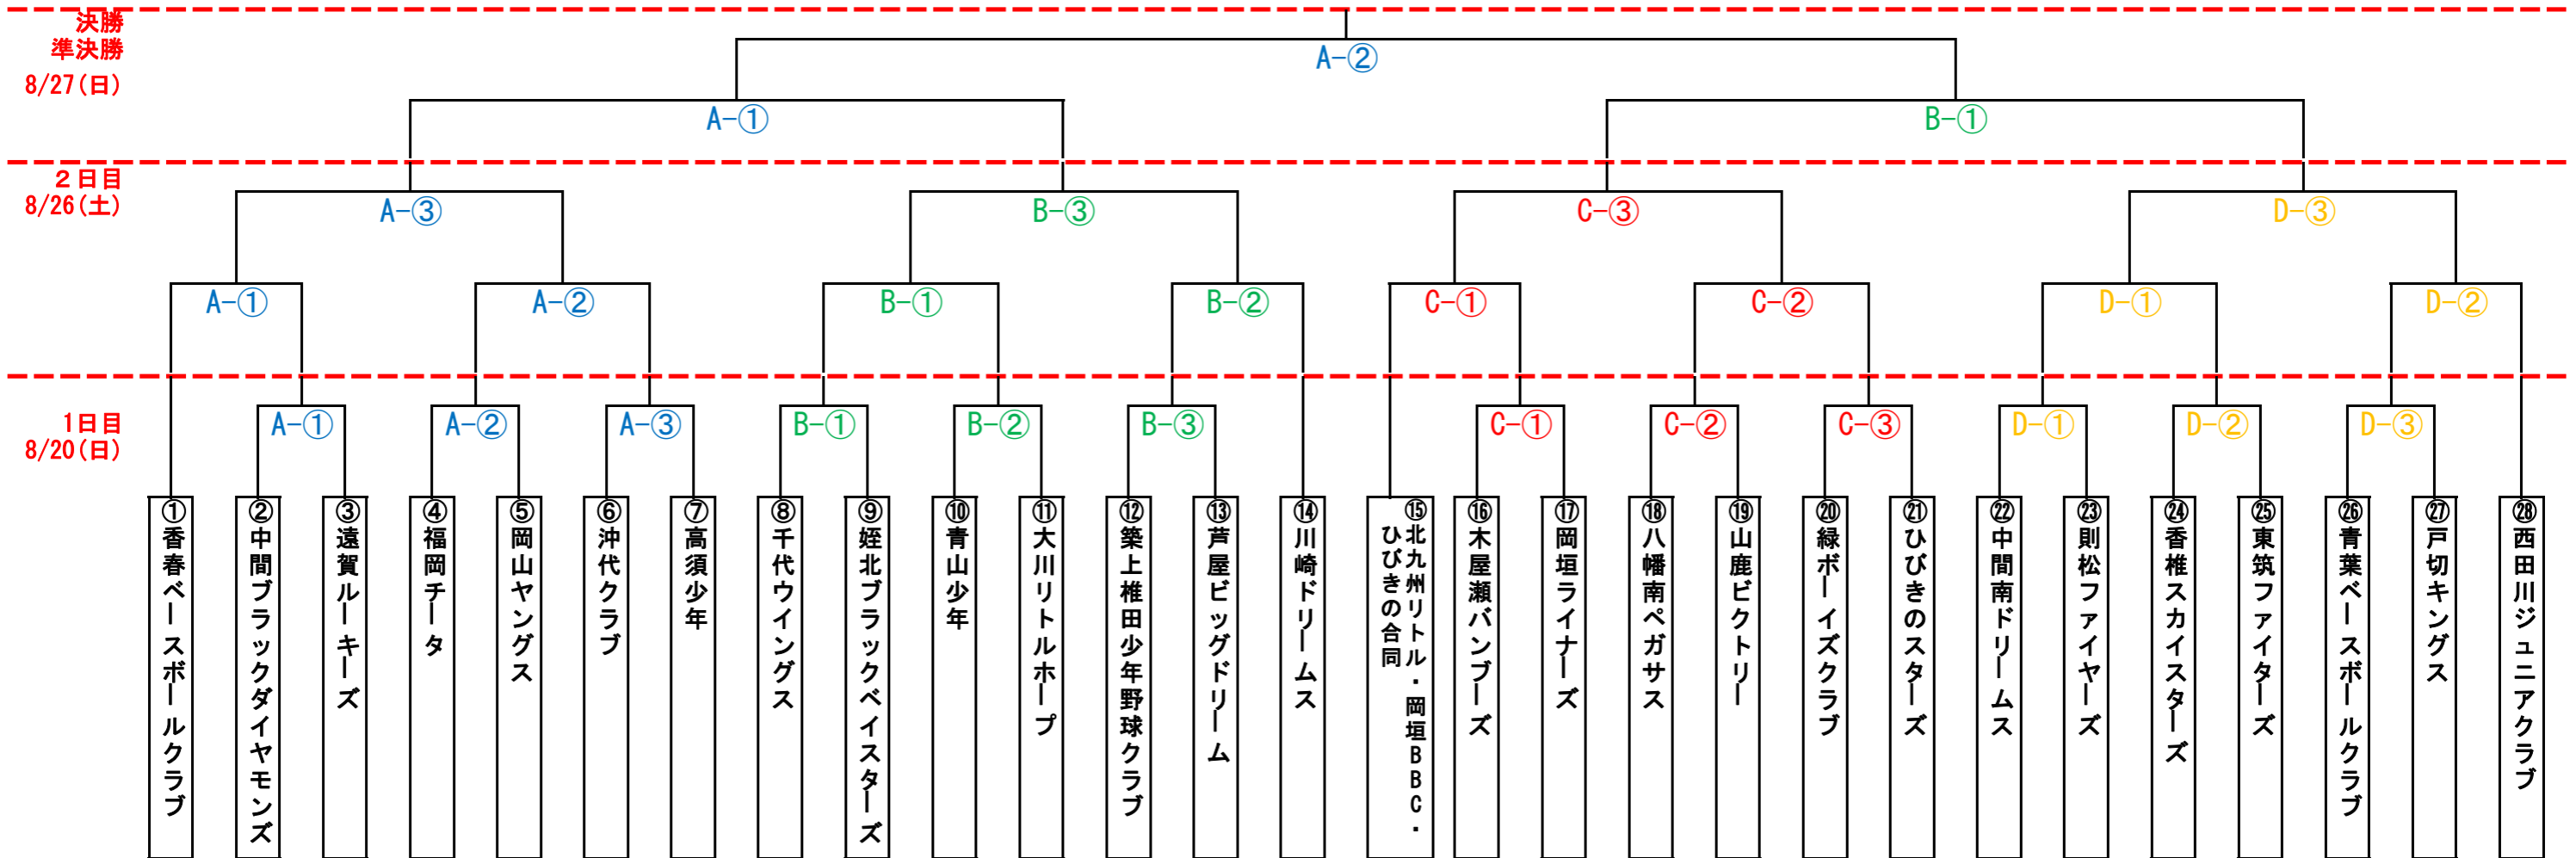 決勝
準決勝
8/27(日)
A-②
A-①
B-①
2日目
8/26(土)
A-③
B-③
C-③
D-③
A-①
A-②
B-①
B-②
C-①
C-②
D-①
D-②
1日目
8/20(日)
A-①
A-②
A-③
B-①
B-②
B-③
C-①
C-②
C-③
D-①
D-②
D-③
①香春ベースボールクラブ
②中間ブラックダイヤモンズ
③遠賀ルーキーズ
④福岡チータ
⑤岡山ヤングス
⑥沖代クラブ
⑦高須少年
⑧千代ウイングス
⑨姪北ブラックベイスターズ
⑩青山少年
⑪大川リトルホープ
⑫築上椎田少年野球クラブ
⑬芦屋ビッグドリーム
⑭川崎ドリームス
⑮北九州リトル・岡垣BBC・
ひびきの合同
⑯木屋瀬バンブーズ
⑰岡垣ライナーズ
⑱八幡南ペガサス
⑲山鹿ビクトリー
⑳緑ボーイズクラブ
㉑ひびきのスターズ
㉒中間南ドリームス
㉓則松ファイヤーズ
㉔香椎スカイスターズ
㉕東筑ファイターズ
㉖青葉ベースボールクラブ
㉗戸切キングス
㉘西田川ジュニアクラブ